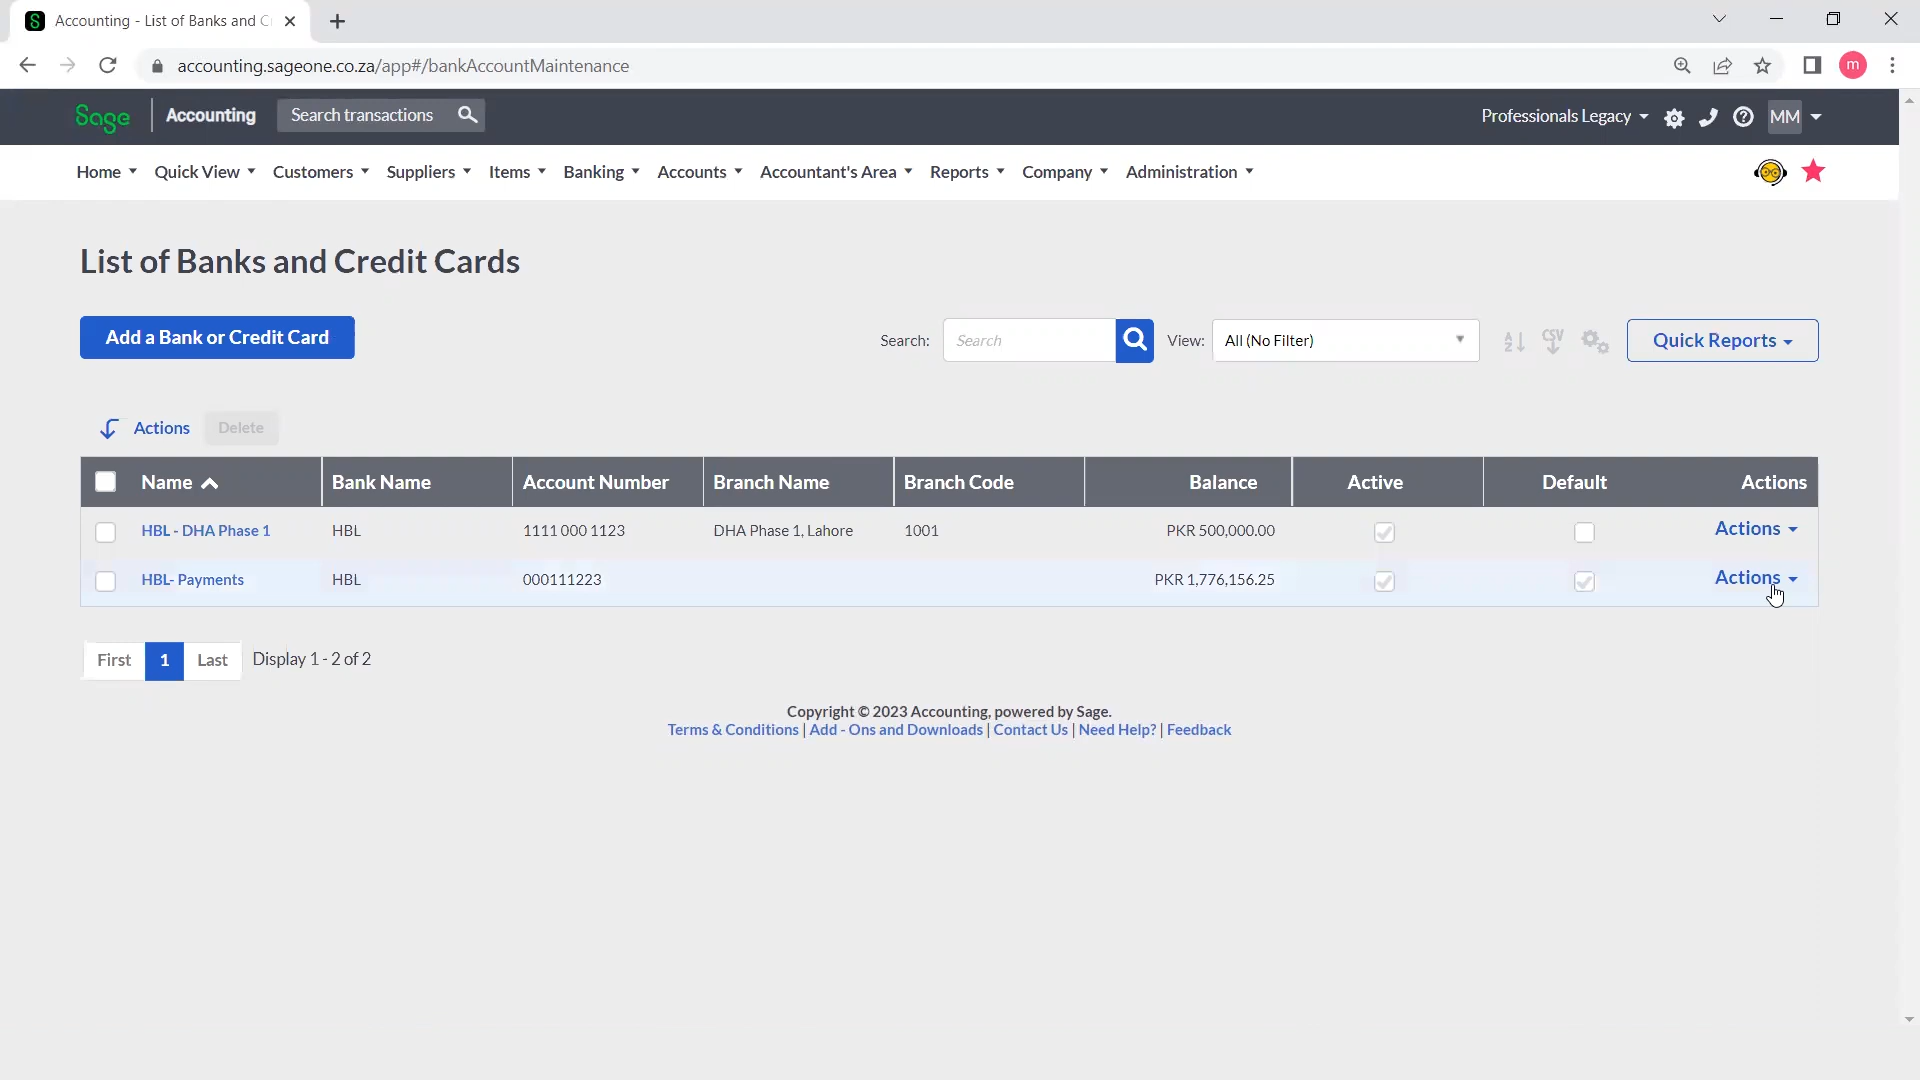 Accounting - List of Banks and C
accounting.sageone.co.za/app#/bankAccountMaintenance
m
Sage Accounting Search transactions Professionals Legacy MM
Home Quick View Customers Suppliers Items Banking Accounts Accountant's Area Reports Company Administration
List of Banks and Credit Cards
Add a Bank or Credit Card Search: Search View: All (No Filter) CSV Quick Reports
Actions Delete
Name Bank Name Account Number Branch Name Branch Code Balance Active Default Actions
HBL - DHA Phase 1 HBL 1111 000 1123 DHA Phase 1, Lahore 1001 PKR 500,000.00 Actions
HBL- Payments HBL 000111223 PKR 1,776,156.25 Actions
First 1 Last Display 1 - 2 of 2
Copyright © 2023 Accounting, powered by Sage.
Terms & Conditions | Add - Ons and Downloads | Contact Us | Need Help? | Feedback